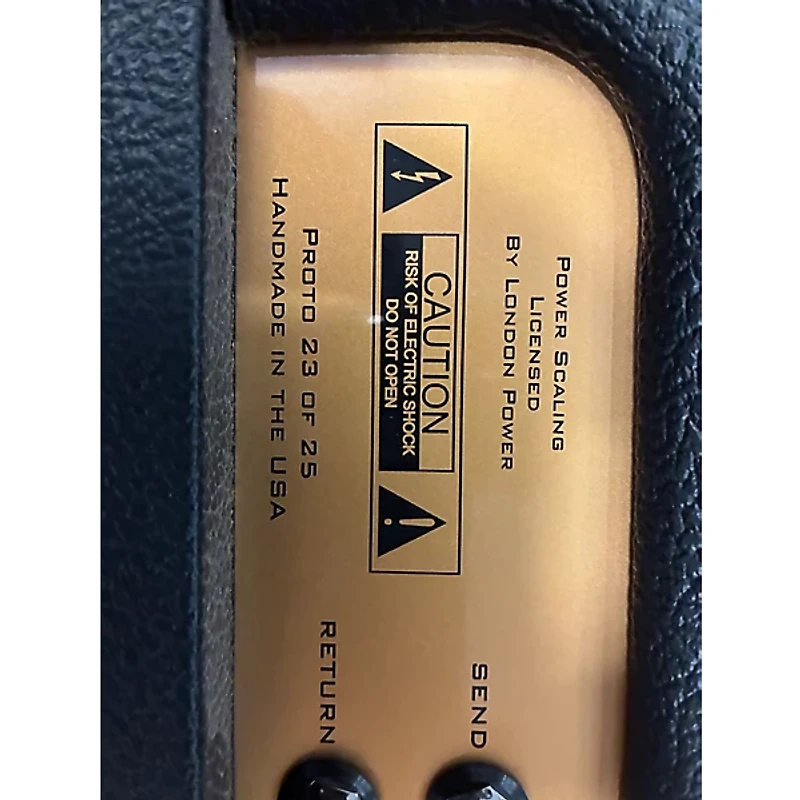 POWER SCALING
LICENSED
BY LONDON POWER
CAUTION
RISK OF ELECTRIC SHOCK
DO NOT OPEN
PROTO 23 OF 25
HANDMADE IN THE USA
SEND
RETURN